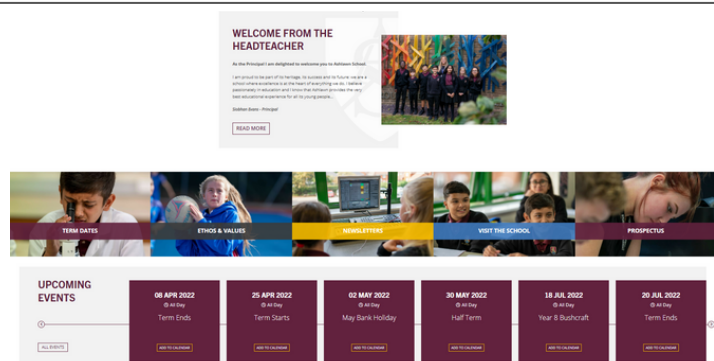 WELCOME FROM THE
HEADTEACHER
As the Principal I am delighted to welcome you to Ashlawn School.
I am proud to be part of its heritage, its success and its future; we are a
school where excellence is at the heart of everything we do. I believe
passionately in education and I know that Ashlawn provides the very
best educational experience for all its young people...
Siobhan Evans - Principal
READ MORE
TERM DATES
ETHOS & VALUES
NEWSLETTERS
VISIT THE SCHOOL
PROSPECTUS
UPCOMING
EVENTS
ALL EVENTS
08 APR 2022
All Day
Term Ends
ADD TO CALENDAR
25 APR 2022
All Day
Term Starts
ADD TO CALENDAR
02 MAY 2022
All Day
May Bank Holiday
ADD TO CALENDAR
30 MAY 2022
All Day
Half Term
ADD TO CALENDAR
18 JUL 2022
All Day
Year 8 Bushcraft
ADD TO CALENDAR
20 JUL 2022
All Day
Term Ends
ADD TO CALENDAR